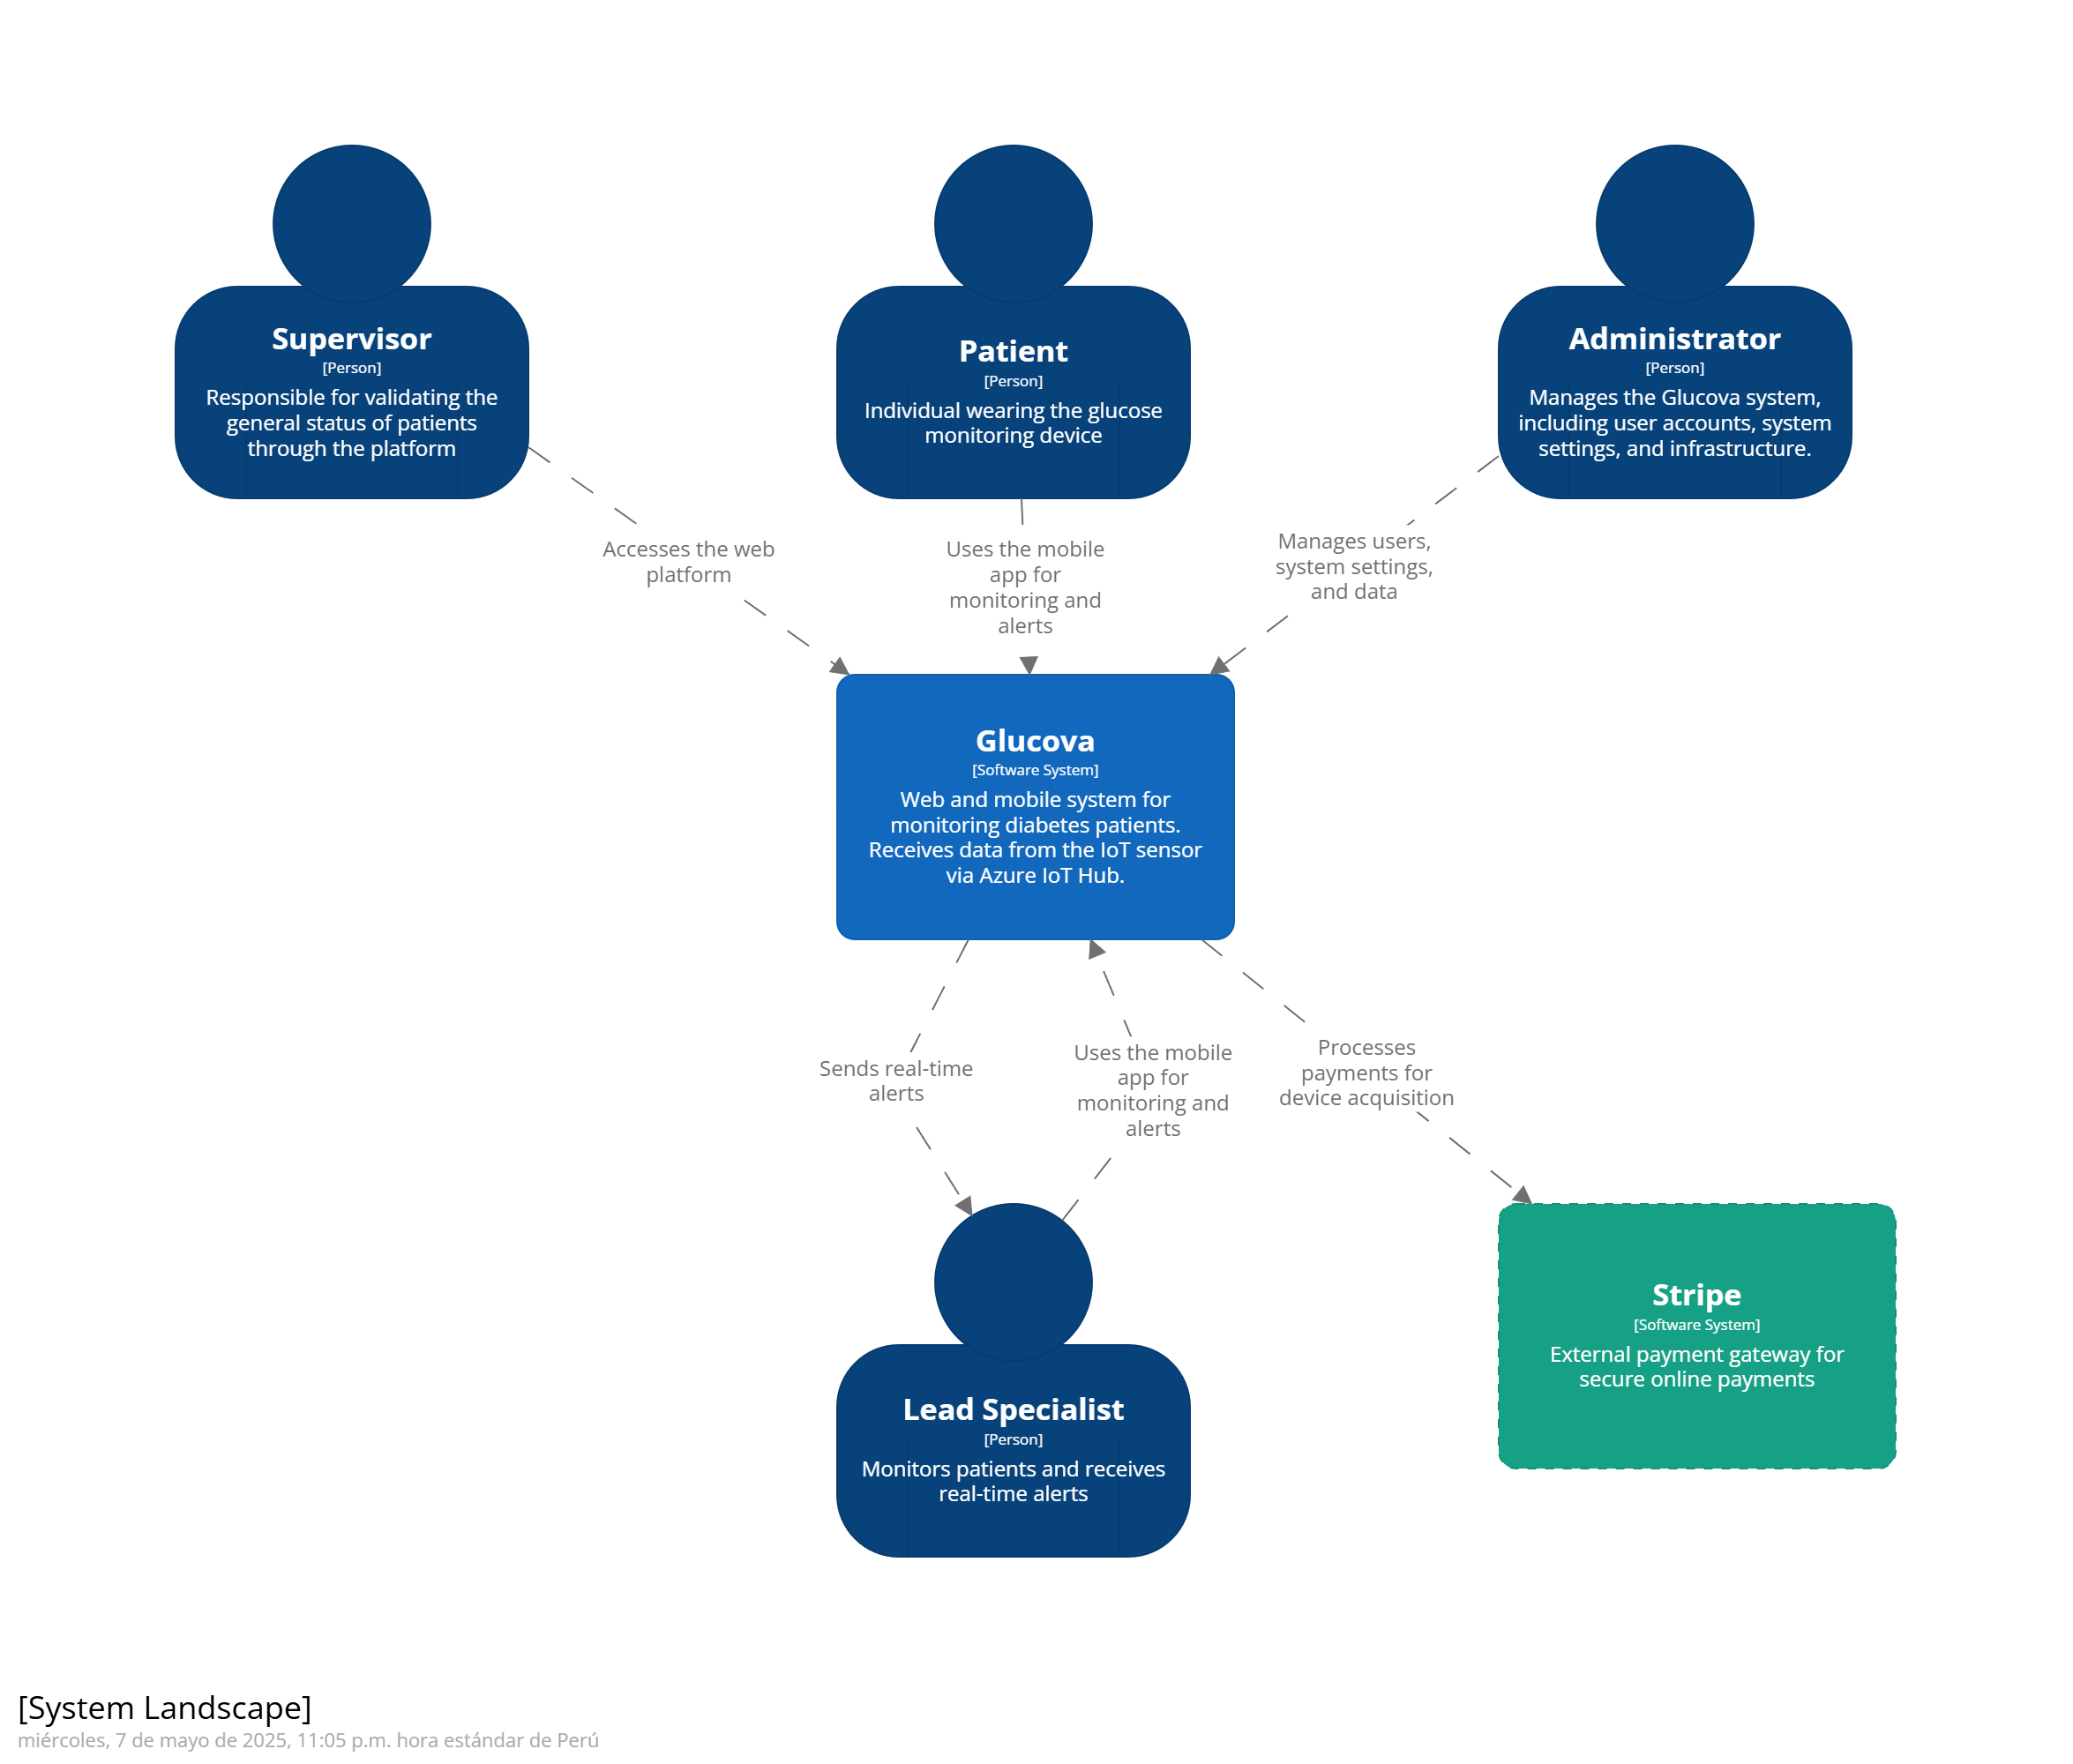 Supervisor
[Person]
Responsible for validating the
general status of patients
through the platform
Patient
[Person]
Individual wearing the glucose
monitoring device
Administrator
[Person]
Manages the Glucova system,
including user accounts, system
settings, and infrastructure.
Accesses the web
platform
Uses the mobile
app for
monitoring and
alerts
Manages users,
system settings,
and data
Glucova
[Software System]
Web and mobile system for
monitoring diabetes patients.
Receives data from the IoT sensor
via Azure IoT Hub.
Sends real-time
alerts
Uses the mobile
app for
monitoring and
alerts
Processes
payments for
device acquisition
Lead Specialist
[Person]
Monitors patients and receives
real-time alerts
Stripe
[Software System]
External payment gateway for
secure online payments
[System Landscape]
miércoles, 7 de mayo de 2025, 11:05 p.m. hora estándar de Perú